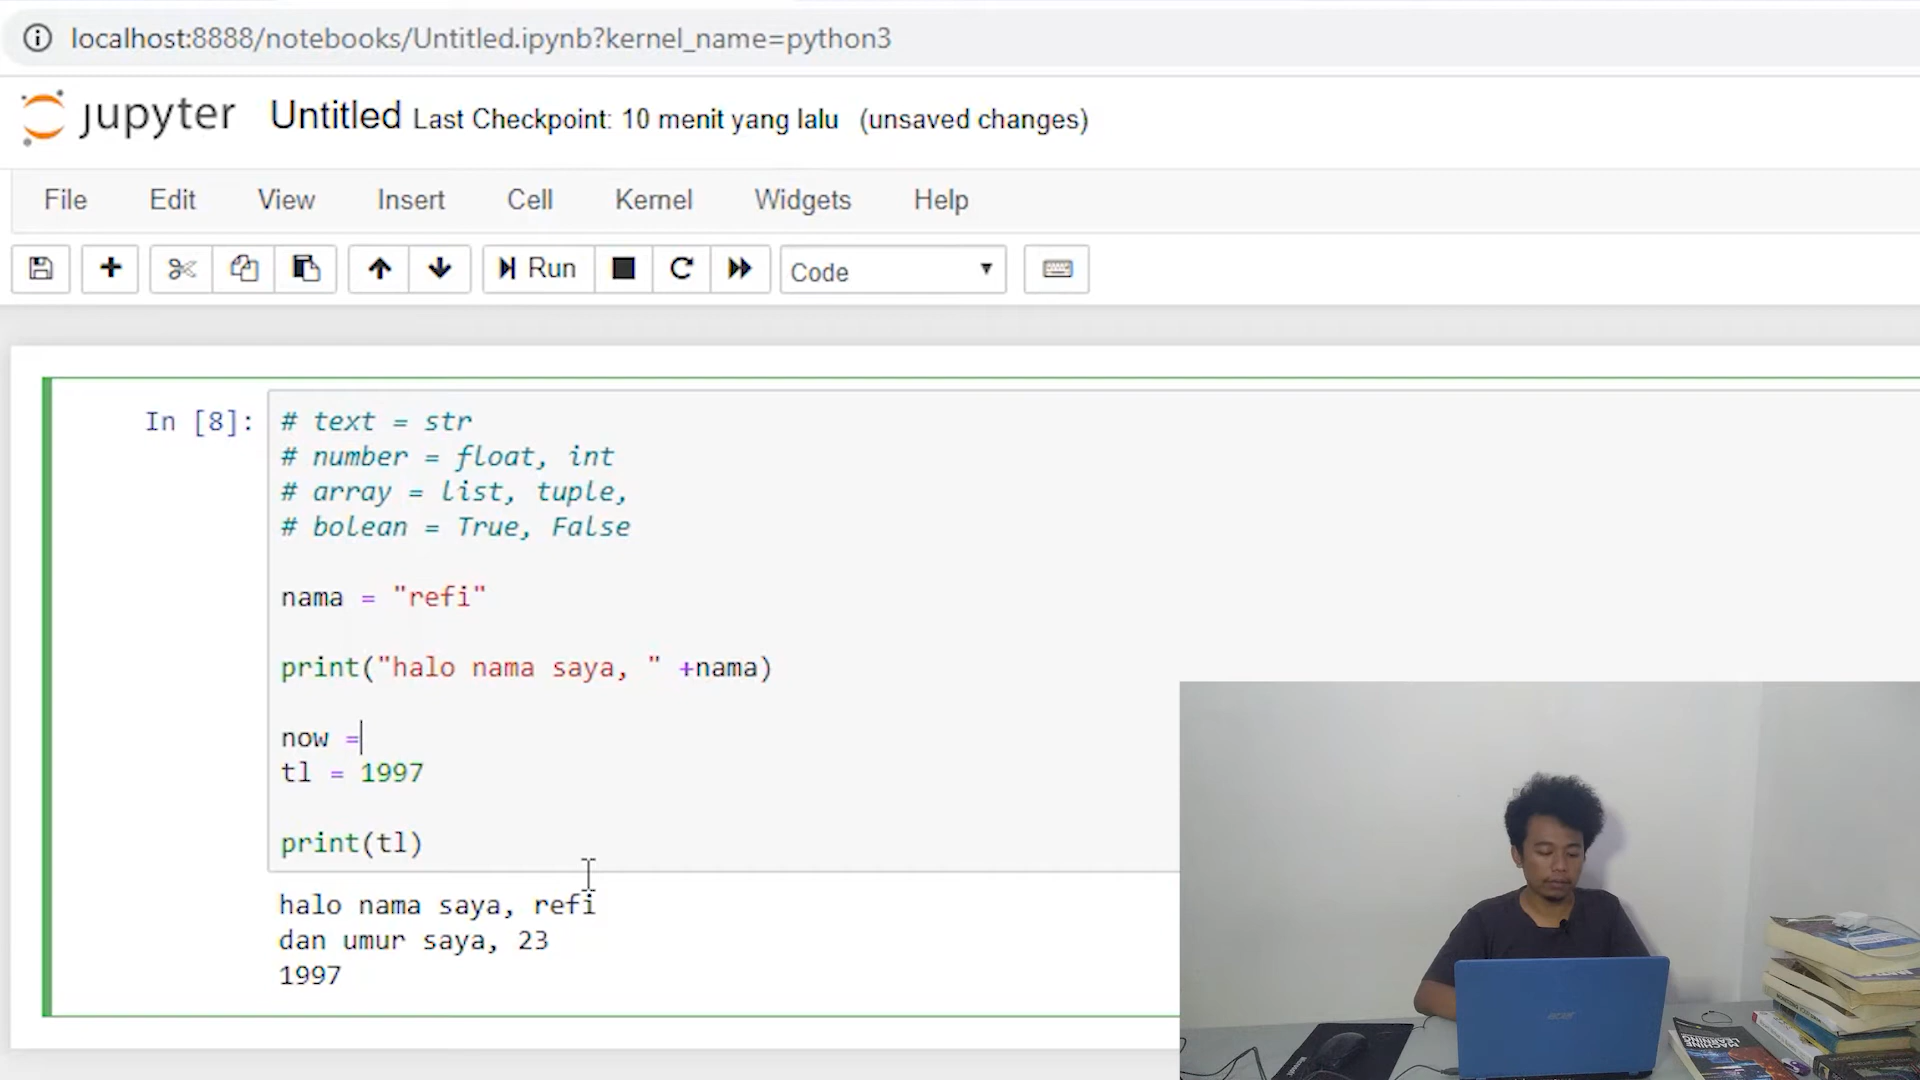 localhost:8888/notebooks/Untitled.ipynb?kernel_name=python3
jupyter Untitled Last Checkpoint: 10 menit yang lalu (unsaved changes)
File Edit View Insert Cell Kernel Widgets Help
Run Code
In [8]:
# text = str
# number = float, int
# array = list, tuple,
# bolean = True, False
nama = "refi"
print("halo nama saya, " +nama)
now =
tl = 1997
print(tl)
halo nama saya, refi
dan umur saya, 23
1997
acer
MACHINE
LEARNING